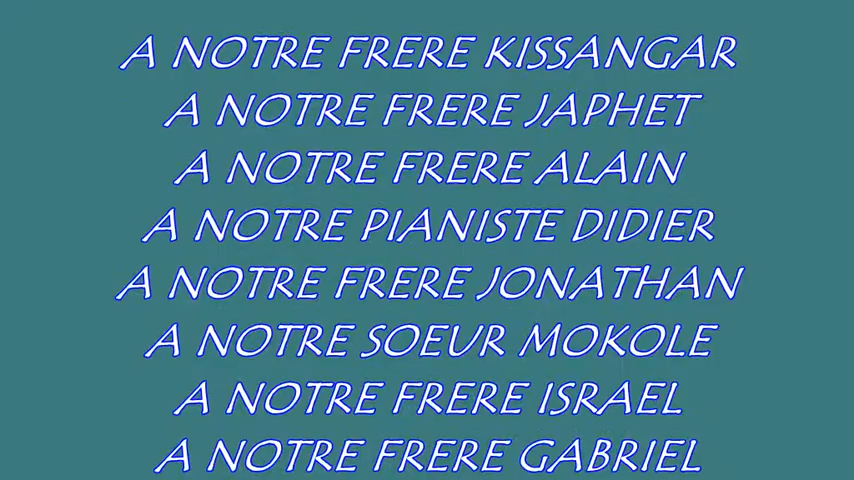 A NOTRE FRERE KISSANGAR
A NOTRE FRERE JAPHET
A NOTRE FRERE ALAIN
A NOTRE PIANISTE DIDIER
A NOTRE FRERE JONATHAN
A NOTRE SOEUR MOKOLE
A NOTRE FRERE ISRAEL
A NOTRE FRERE GABRIEL